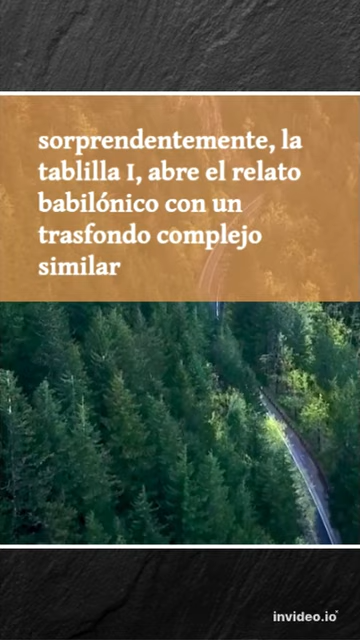 sorprendentemente, la
tablilla I, abre el relato
babilónico con un
trasfondo complejo
similar
invideo.io